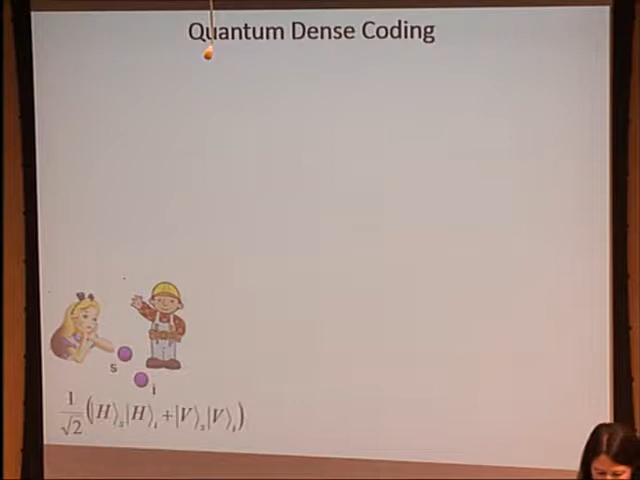 Quantum Dense Coding
s
i
1/√2 (|H⟩ₛ|H⟩ᵢ + |V⟩ₛ|V⟩ᵢ)